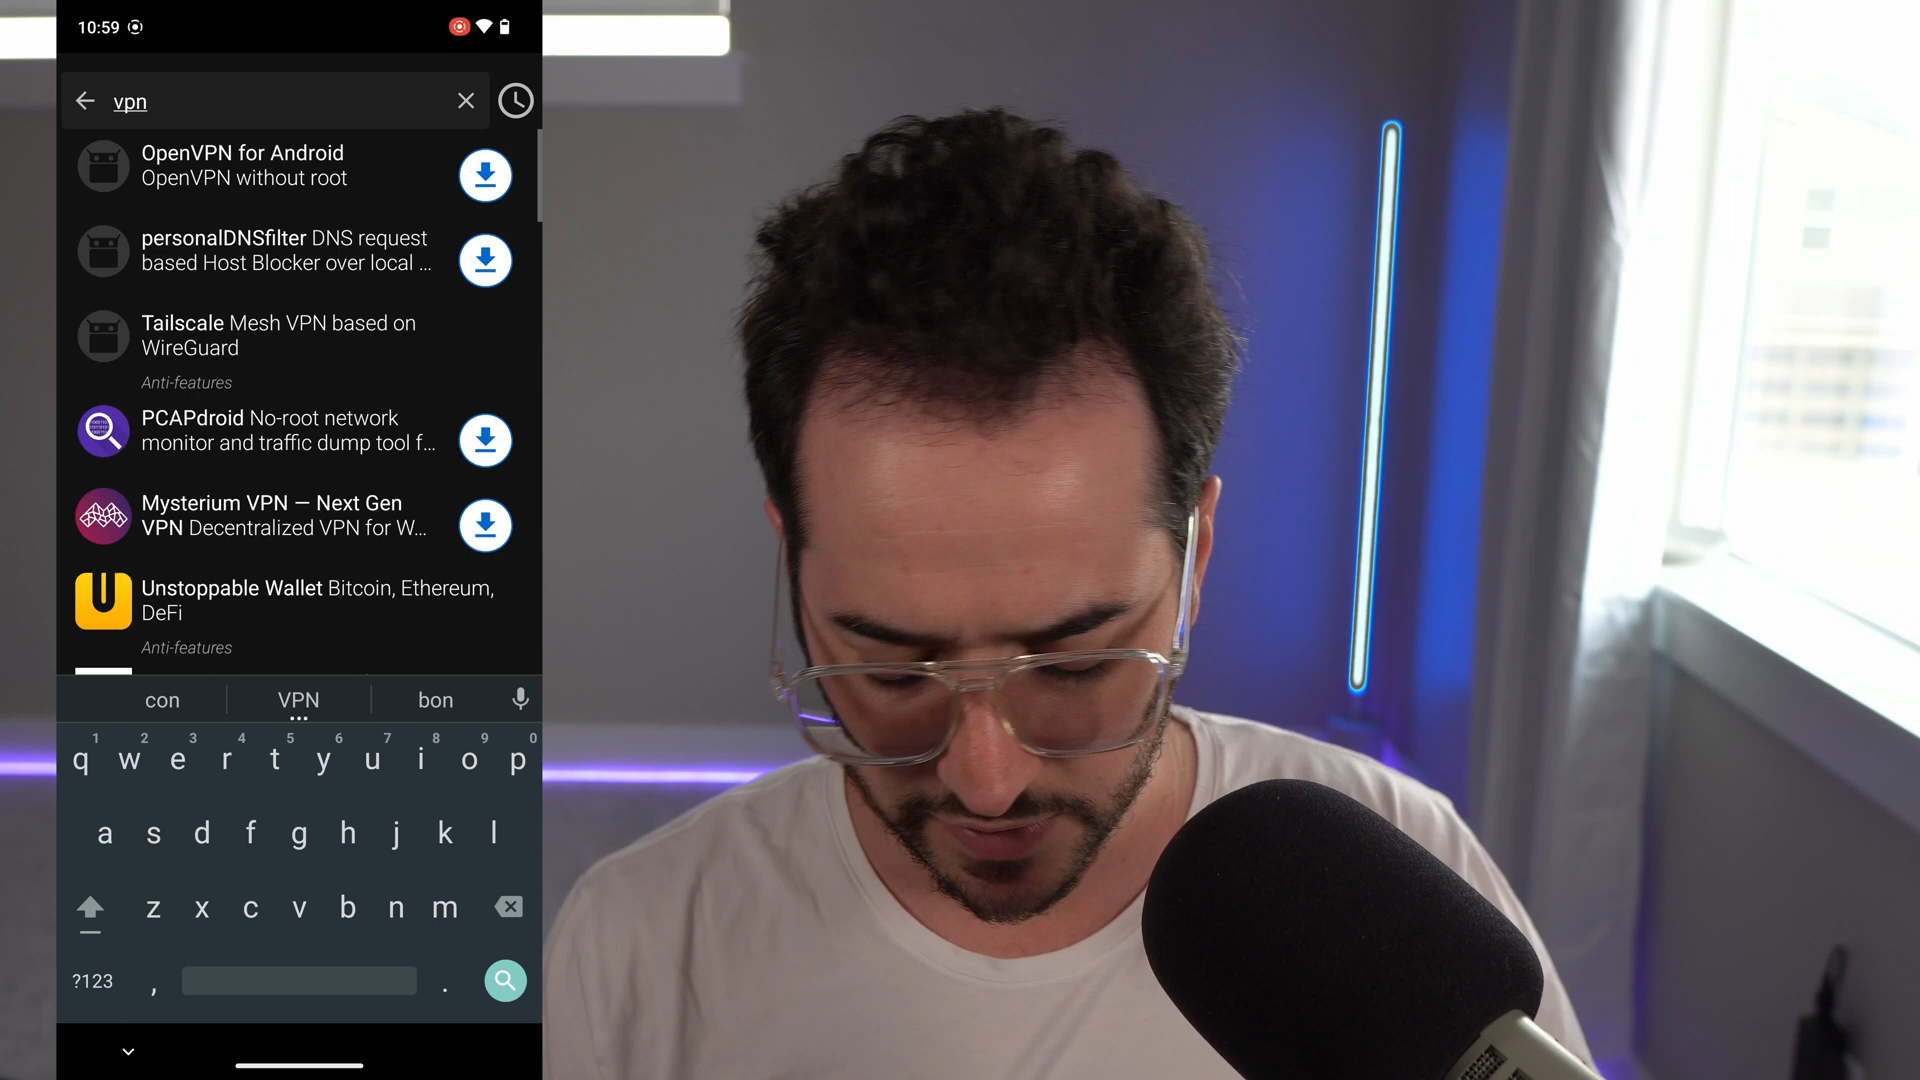 10:59
vpn
OpenVPN for Android
OpenVPN without root
personalDNSfilter DNS request
based Host Blocker over local ...
Tailscale Mesh VPN based on
WireGuard
Anti-features
PCAPdroid No-root network
monitor and traffic dump tool f...
Mysterium VPN — Next Gen
VPN Decentralized VPN for W...
Unstoppable Wallet Bitcoin, Ethereum,
DeFi
Anti-features
con VPN bon
1 2 3 4 5 6 7 8 9 0
q w e r t y u i o p
a s d f g h j k l
z x c v b n m
?123 , .